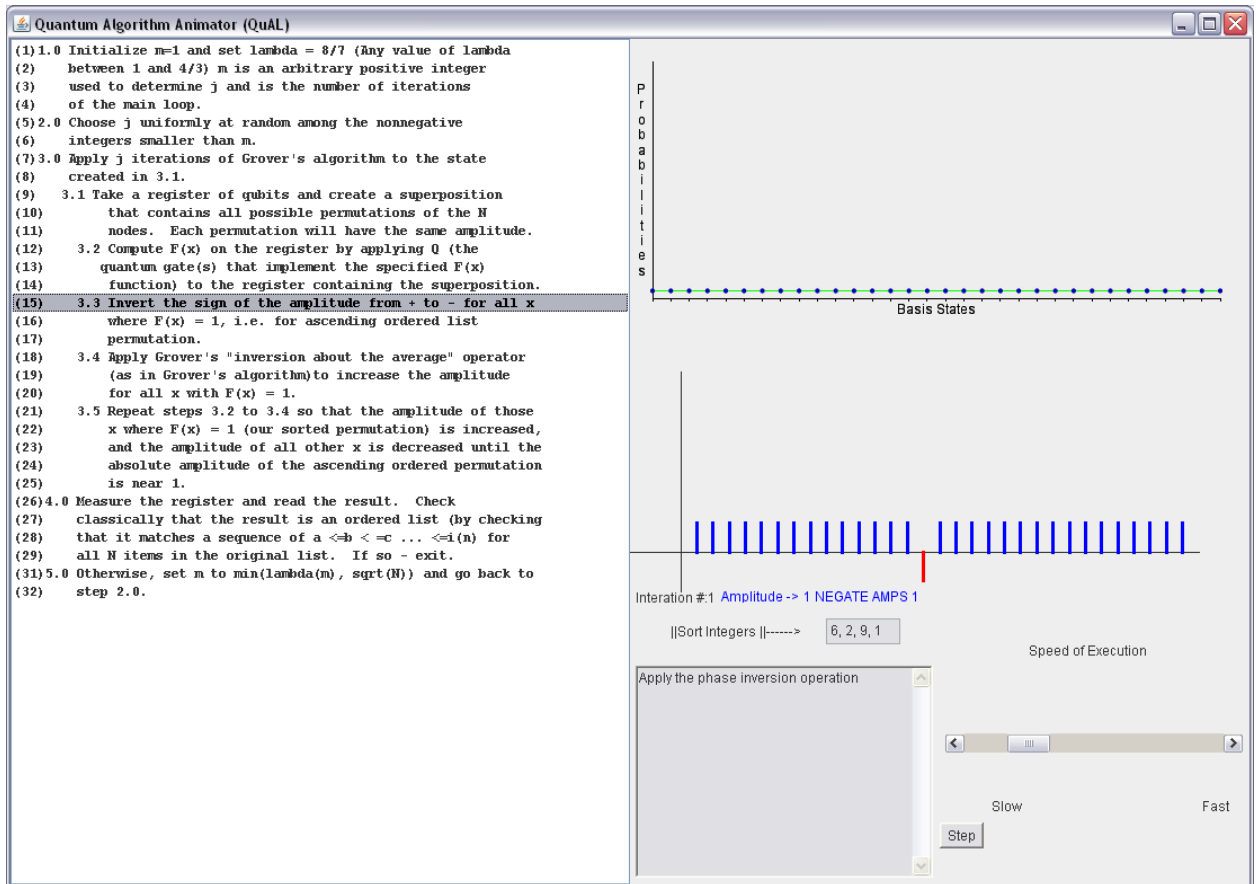 Quantum Algorithm Animator (QuAL)
(1)1.0 Initialize m=1 and set lambda = 8/7 (Any value of lambda
(2) between 1 and 4/3) m is an arbitrary positive integer
(3) used to determine j and is the number of iterations
(4) of the main loop.
(5)2.0 Choose j uniformly at random among the nonnegative
(6) integers smaller than m.
(7)3.0 Apply j iterations of Grover's algorithm to the state
(8) created in 3.1.
(9) 3.1 Take a register of qubits and create a superposition
(10) that contains all possible permutations of the N
(11) nodes. Each permutation will have the same amplitude.
(12) 3.2 Compute F(x) on the register by applying Q (the
(13) quantum gate(s) that implement the specified F(x)
(14) function) to the register containing the superposition.
(15) 3.3 Invert the sign of the amplitude from + to - for all x
(16) where F(x) = 1, i.e. for ascending ordered list
(17) permutation.
(18) 3.4 Apply Grover's "inversion about the average" operator
(19) (as in Grover's algorithm)to increase the amplitude
(20) for all x with F(x) = 1.
(21) 3.5 Repeat steps 3.2 to 3.4 so that the amplitude of those
(22) x where F(x) = 1 (our sorted permutation) is increased,
(23) and the amplitude of all other x is decreased until the
(24) absolute amplitude of the ascending ordered permutation
(25) is near 1.
(26)4.0 Measure the register and read the result. Check
(27) classically that the result is an ordered list (by checking
(28) that it matches a sequence of a <=b < =c ... <=i(n) for
(29) all N items in the original list. If so - exit.
(31)5.0 Otherwise, set m to min(lambda(m), sqrt(N)) and go back to
(32) step 2.0.
Probabilities
Basis States
Interation #:1 Amplitude -> 1 NEGATE AMPS 1
||Sort Integers ||------> 6, 2, 9, 1
Speed of Execution
Apply the phase inversion operation
Slow Fast
Step